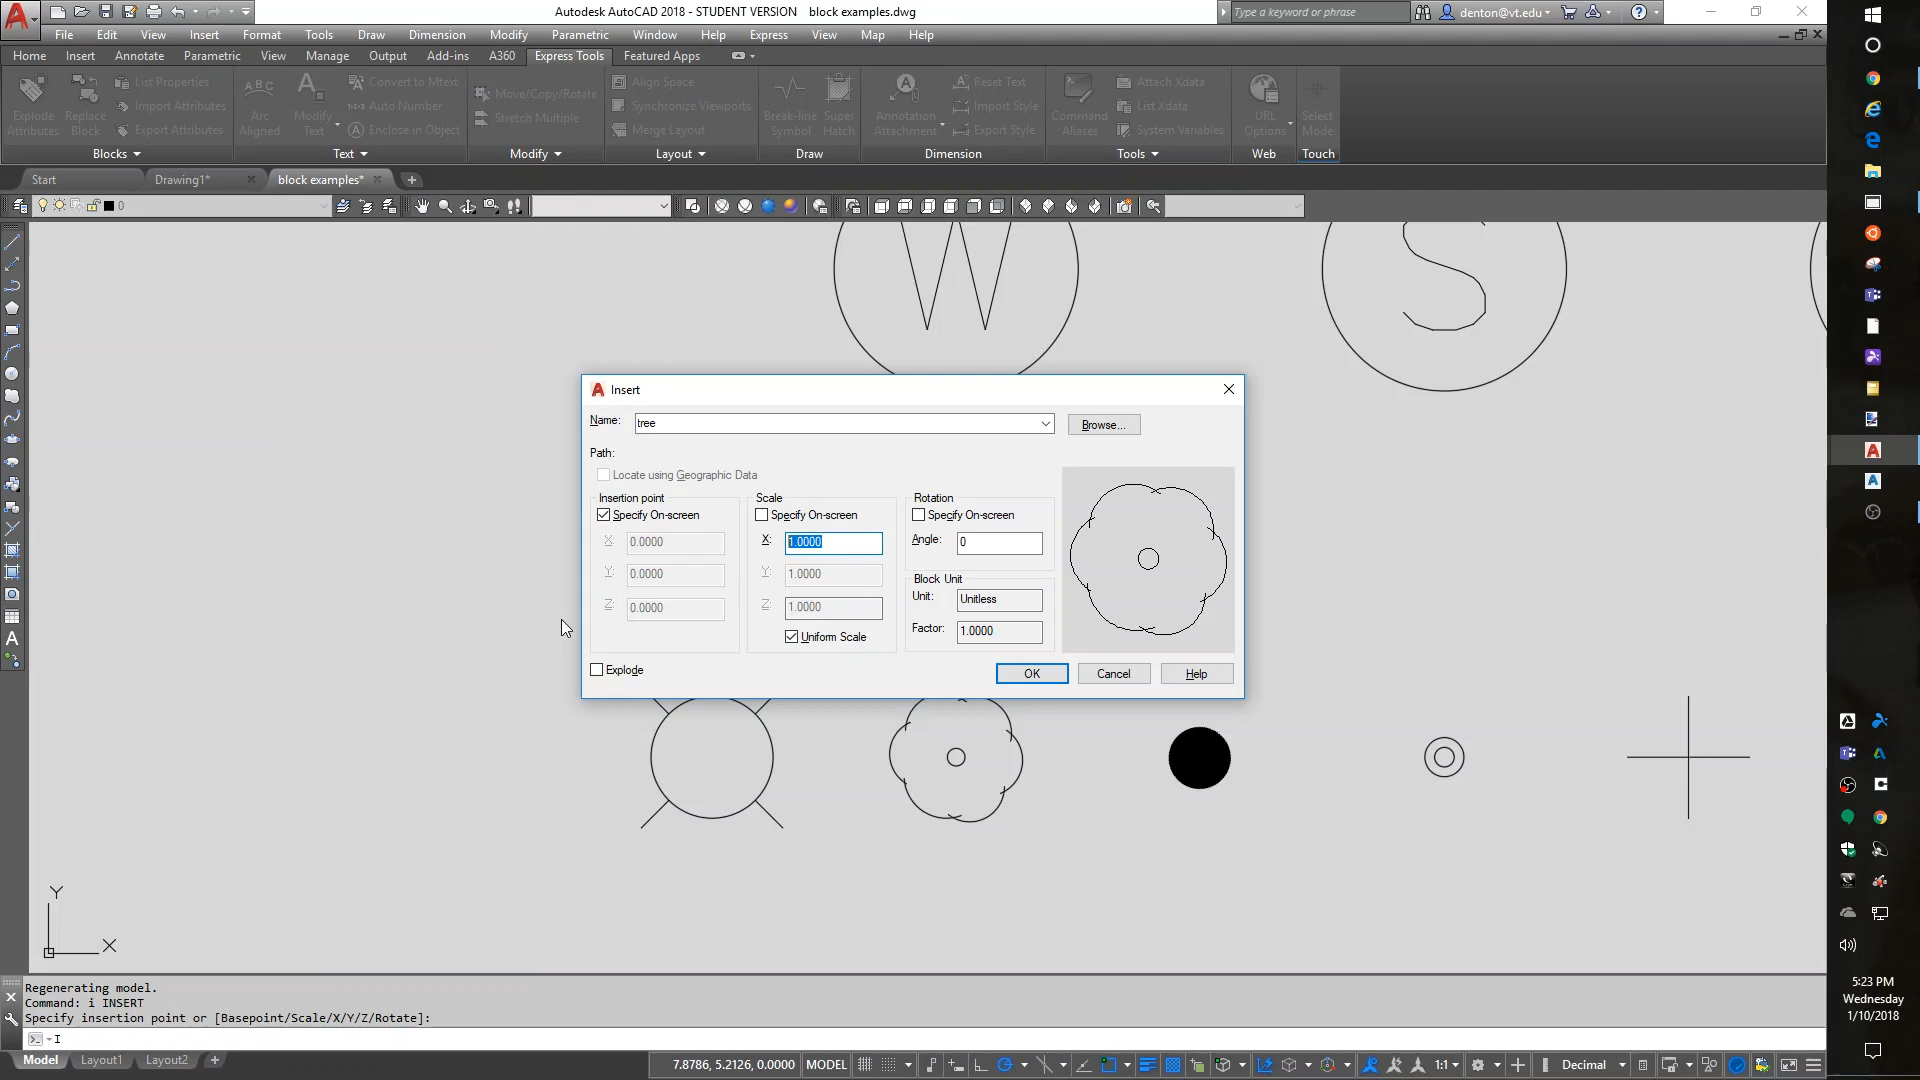 Autodesk AutoCAD 2018 - STUDENT VERSION block examples.dwg
Type a keyword or phrase
denton@vt.edu
File Edit View Insert Format Tools Draw Dimension Modify Parametric Window Help Express View Map Help
Home Insert Annotate Parametric View Manage Output Add-ins A360 Express Tools Featured Apps
Explode Attributes
Replace Block
List Properties
Import Attributes
Export Attributes
Blocks
Arc Aligned
Modify Text
Convert to Mtext
Auto Number
Enclose in Object
Text
Move/Copy/Rotate
Stretch Multiple
Modify
Align Space
Synchronize Viewports
Merge Layout
Layout
Break-line Symbol
Super Hatch
Draw
Annotation Attachment
Reset Text
Import Style
Export Style
Dimension
Command Aliases
Attach Xdata
List Xdata
System Variables
Tools
URL Options
Web
Select Mode
Touch
Start Drawing1* block examples*
0
W S
Insert
Name: tree Browse...
Path:
Locate using Geographic Data
Insertion point
Specify On-screen
X: 0.0000
Y: 0.0000
Z: 0.0000
Scale
Specify On-screen
X: 1.0000
Y: 1.0000
Z: 1.0000
Uniform Scale
Rotation
Specify On-screen
Angle: 0
Block Unit
Unit: Unitless
Factor: 1.0000
Explode
OK Cancel Help
Y
X
Regenerating model.
Command: i INSERT
Specify insertion point or [Basepoint/Scale/X/Y/Z/Rotate]:
I
Model Layout1 Layout2
7.8786, 5.2126, 0.0000 MODEL 1:1 Decimal
5:23 PM
Wednesday
1/10/2018